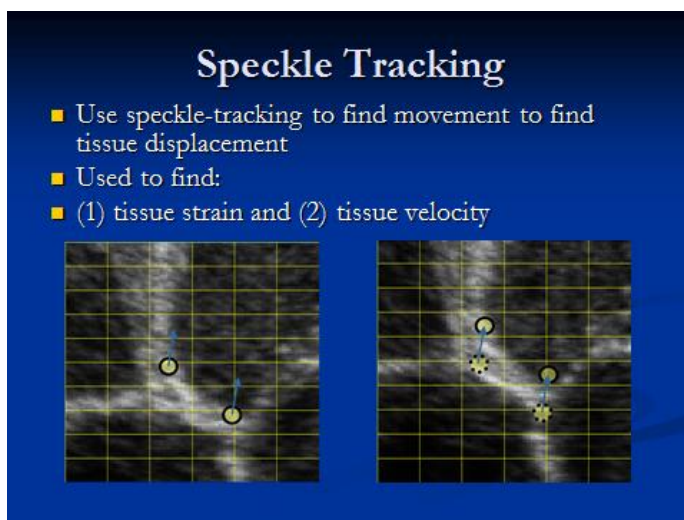 Speckle Tracking
Use speckle-tracking to find movement to find
tissue displacement
Used to find:
(1) tissue strain and (2) tissue velocity